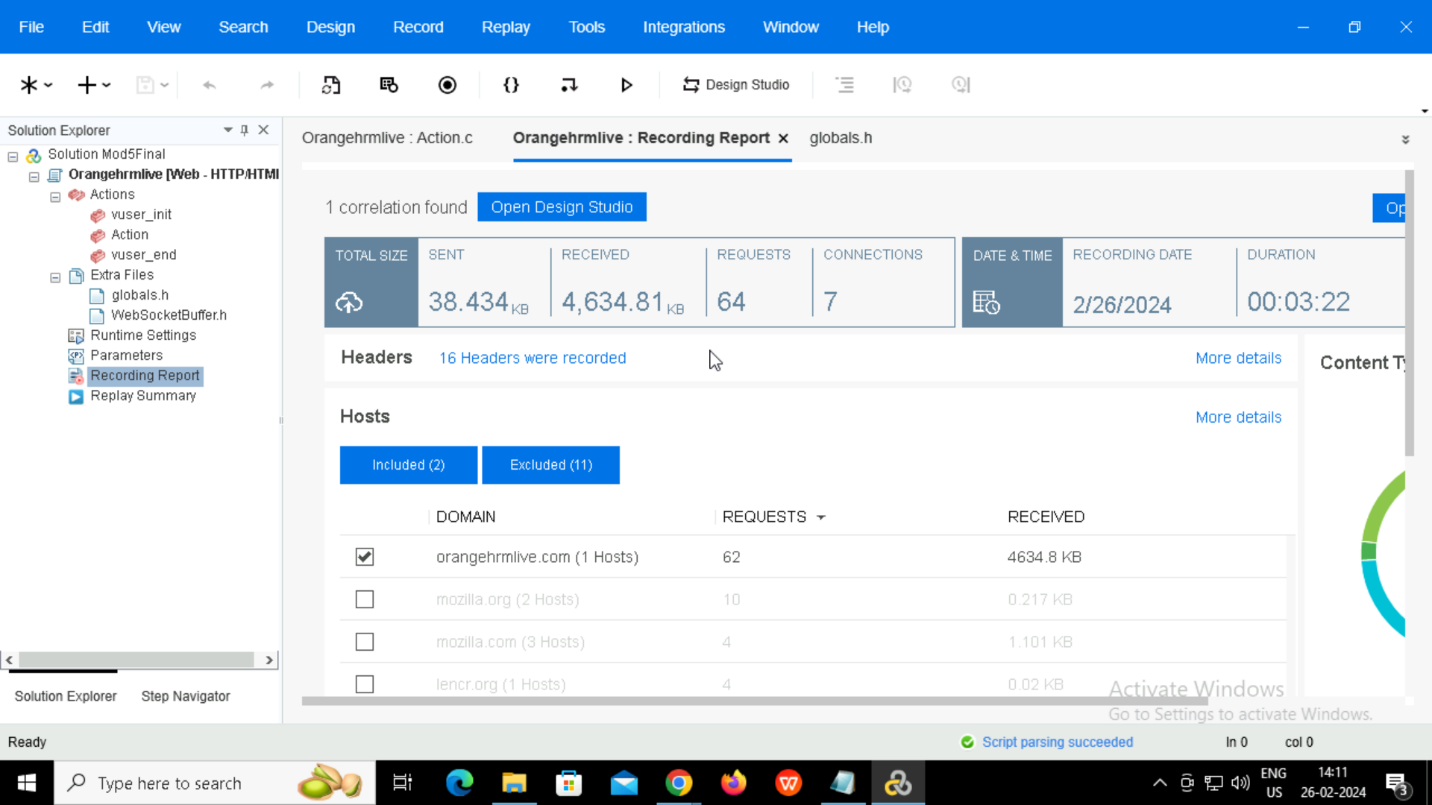 File Edit View Search Design Record Replay Tools Integrations Window Help
Design Studio
Solution Explorer
Solution Mod5Final
Orangehrmlive [Web - HTTP/HTMl
Actions
vuser_init
Action
vuser_end
Extra Files
globals.h
WebSocketBuffer.h
Runtime Settings
Parameters
Recording Report
Replay Summary
Solution Explorer Step Navigator
Orangehrmlive : Action.c Orangehrmlive : Recording Report globals.h
1 correlation found Open Design Studio Op
TOTAL SIZE SENT RECEIVED REQUESTS CONNECTIONS DATE & TIME RECORDING DATE DURATION
38.434 KB 4,634.81 KB 64 7 2/26/2024 00:03:22
Headers 16 Headers were recorded More details Content Ty
Hosts More details
Included (2) Excluded (11)
DOMAIN REQUESTS RECEIVED
orangehrmlive.com (1 Hosts) 62 4634.8 KB
mozilla.org (2 Hosts) 10 0.217 KB
mozilla.com (3 Hosts) 4 1.101 KB
lencr.org (1 Hosts) 4 0.02 KB
Activate Windows
Go to Settings to activate Windows.
Ready Script parsing succeeded ln 0 col 0
Type here to search ENG 14:11
US 26-02-2024 3